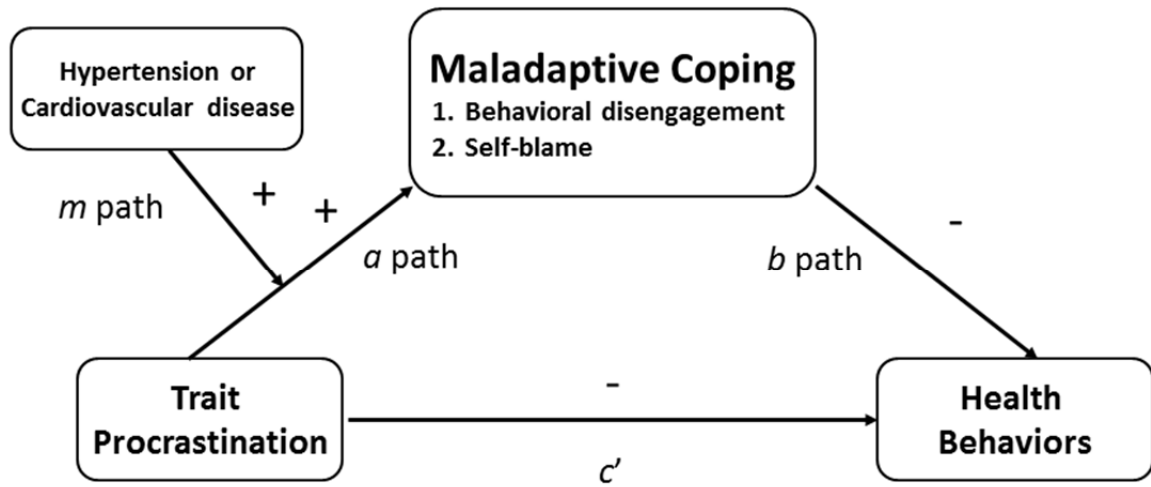 Hypertension or
Cardiovascular disease
Maladaptive Coping
1. Behavioral disengagement
2. Self-blame
m path
+
+
a path
b path
-
Trait
Procrastination
-
c’
Health
Behaviors